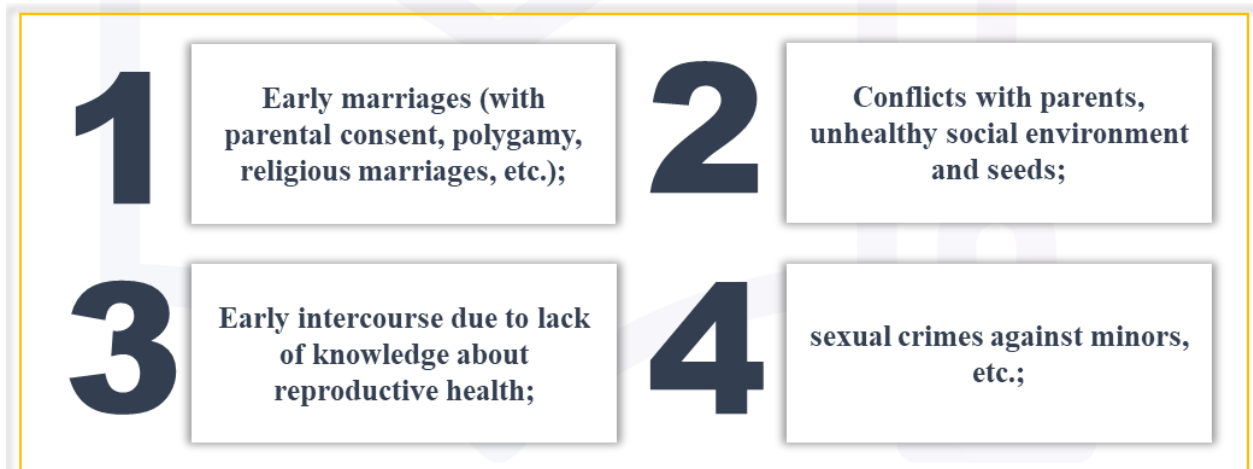 1
Early marriages (with
parental consent, polygamy,
religious marriages, etc.);
2
Conflicts with parents,
unhealthy social environment
and seeds;
3
Early intercourse due to lack
of knowledge about
reproductive health;
4
sexual crimes against minors,
etc.;